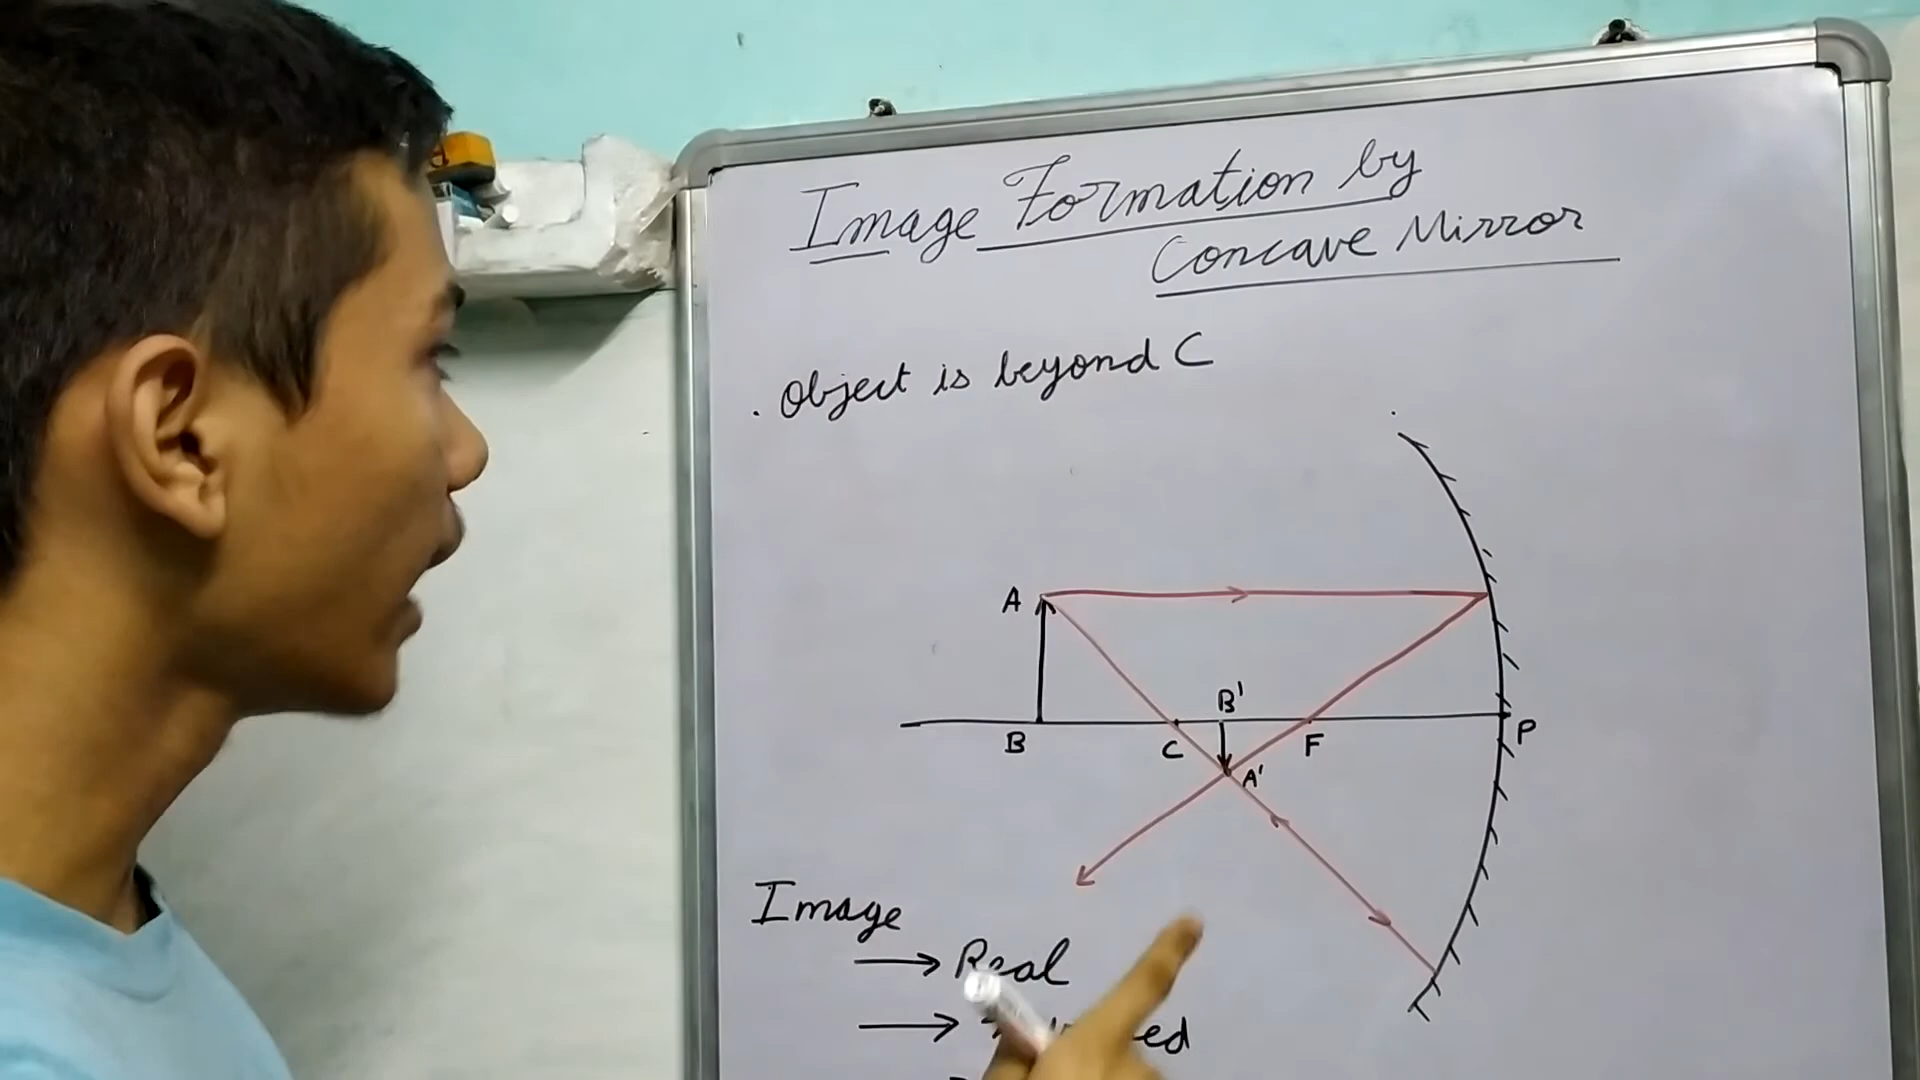 Image Formation by
Concave Mirror
. Object is beyond C
A
B'
B C F P
A'
Image
→ Real
→